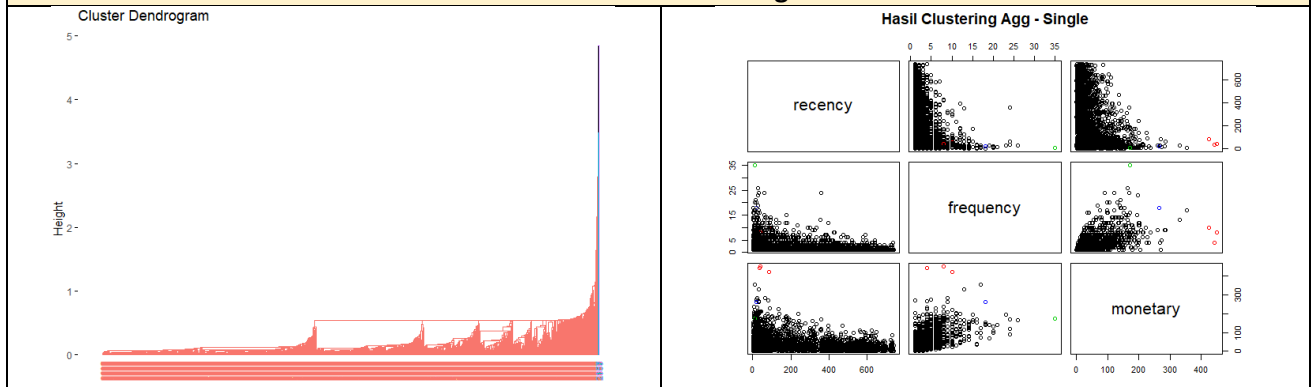 Cluster Dendrogram
5
4
3
2
1
0
Height
Hasil Clustering Agg - Single
0 5 10 15 20 25 30 35
recency
0 200 400 600
0 5 15 25 35
frequency
monetary
0 100 300
0 200 400 600
0 100 200 300 400